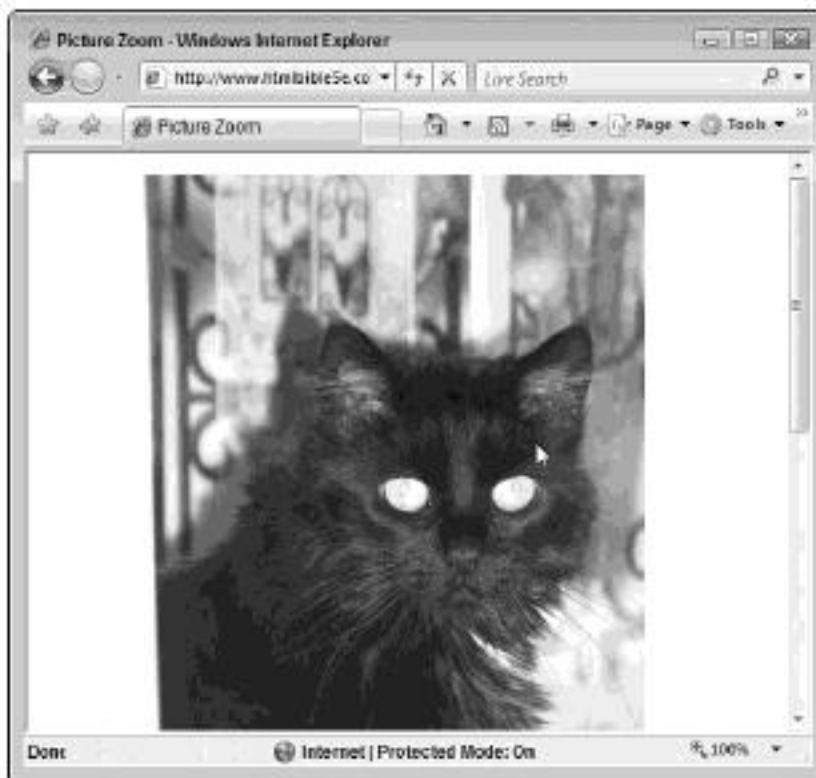 Picture Zoom - Windows Internet Explorer
http://www.htmlbible5e.co
Live Search
Picture Zoom
Page
Tools
Done
Internet | Protected Mode: On
100%